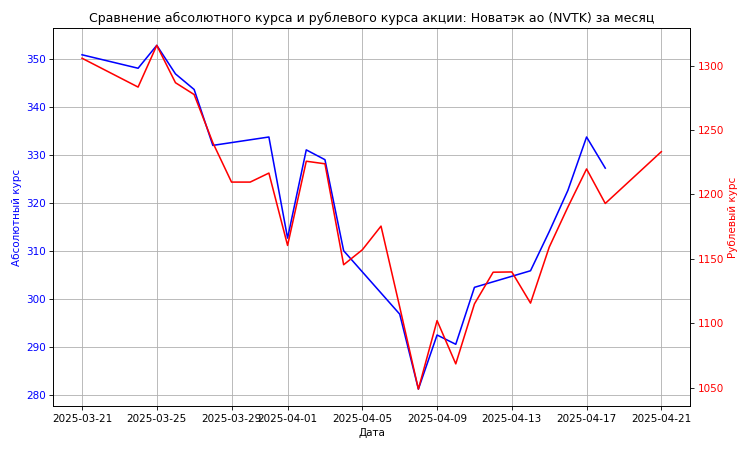 Сравнение абсолютного курса и рублевого курса акции: Новатэк ао (NVTK) за месяц
350
340
330
320
310
300
290
280
Абсолютный курс
1300
1250
1200
1150
1100
1050
Рублевый курс
2025-03-21 2025-03-25 2025-03-29 2025-04-01 2025-04-05 2025-04-09 2025-04-13 2025-04-17 2025-04-21
Дата